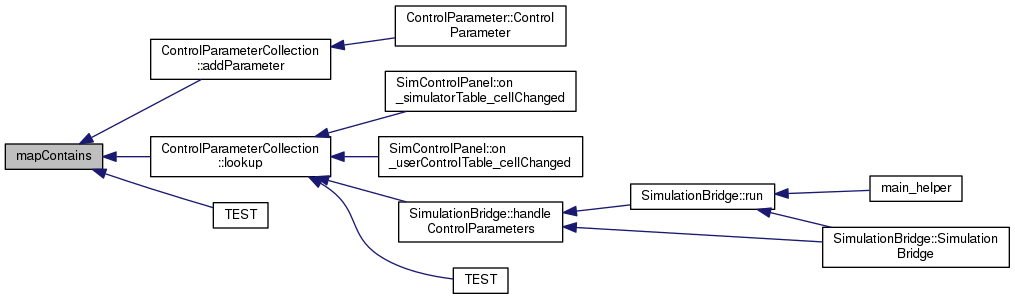 ControlParameter::Control
Parameter
ControlParameterCollection
::addParameter
SimControlPanel::on
_simulatorTable_cellChanged
mapContains
ControlParameterCollection
::lookup
SimControlPanel::on
_userControlTable_cellChanged
TEST
SimulationBridge::handle
ControlParameters
SimulationBridge::run
main_helper
SimulationBridge::Simulation
Bridge
TEST